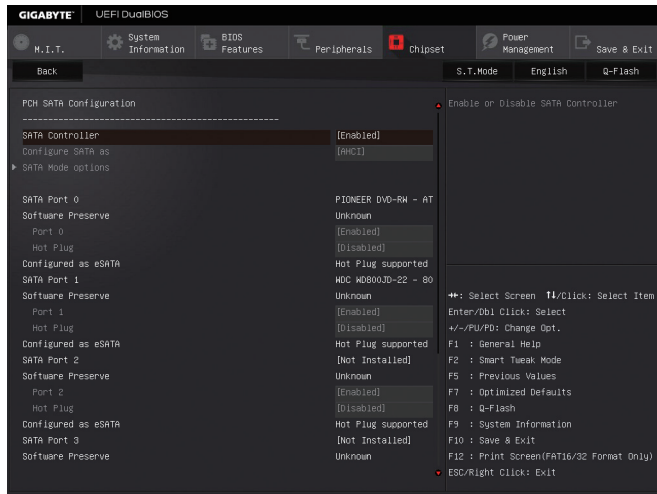 GIGABYTE™ UEFI DualBIOS
M.I.T. System Information BIOS Features Peripherals Chipset Power Management Save & Exit
Back S.T.Mode English Q-Flash
PCH SATA Configuration
Enable or Disable SATA Controller
--------------------------------------------------
SATA Controller [Enabled]
Configure SATA as [AHCI]
SATA Mode options
SATA Port 0 PIONEER DVD-RW - AT
Software Preserve Unknown
Port 0 [Enabled]
Hot Plug [Disabled]
Configured as eSATA Hot Plug supported
SATA Port 1 WDC WD800JD-22 - 80
Software Preserve Unknown
Port 1 [Enabled]
Hot Plug [Disabled]
Configured as eSATA Hot Plug supported
SATA Port 2 [Not Installed]
Software Preserve Unknown
Port 2 [Enabled]
Hot Plug [Disabled]
Configured as eSATA Hot Plug supported
SATA Port 3 [Not Installed]
Software Preserve Unknown
→←: Select Screen ↑↓/Click: Select Item
Enter/Dbl Click: Select
+/-/PU/PD: Change Opt.
F1 : General Help
F2 : Smart Tweak Mode
F5 : Previous Values
F7 : Optimized Defaults
F8 : Q-Flash
F9 : System Information
F10 : Save & Exit
F12 : Print Screen(FAT16/32 Format Only)
ESC/Right Click: Exit